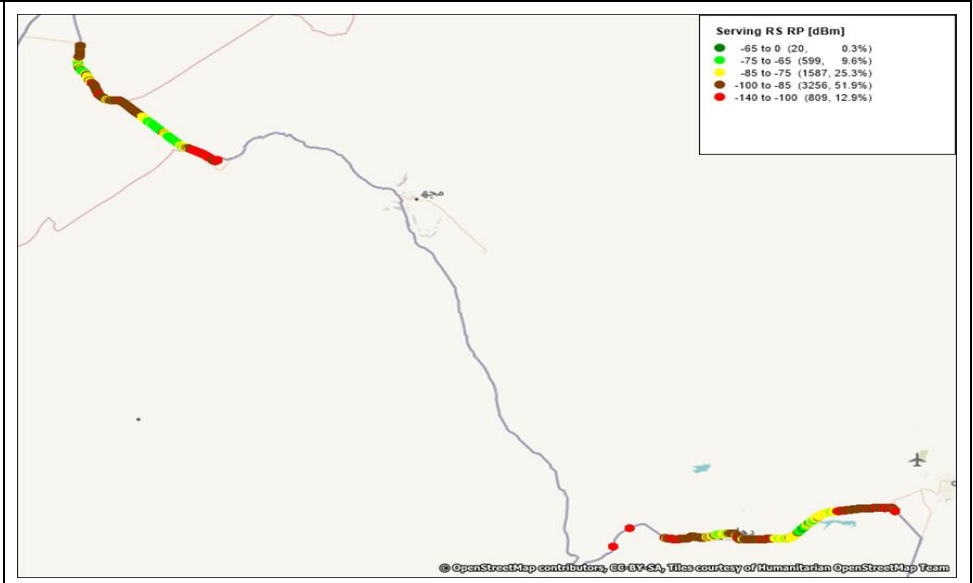 Serving RS RP [dBm]
-65 to 0 (20, 0.3%)
-75 to -65 (599, 9.6%)
-85 to -75 (1587, 25.3%)
-100 to -85 (3256, 51.9%)
-140 to -100 (809, 12.9%)
© OpenStreetMap contributors, CC-BY-SA, Tiles courtesy of Humanitarian OpenStreetMap Team